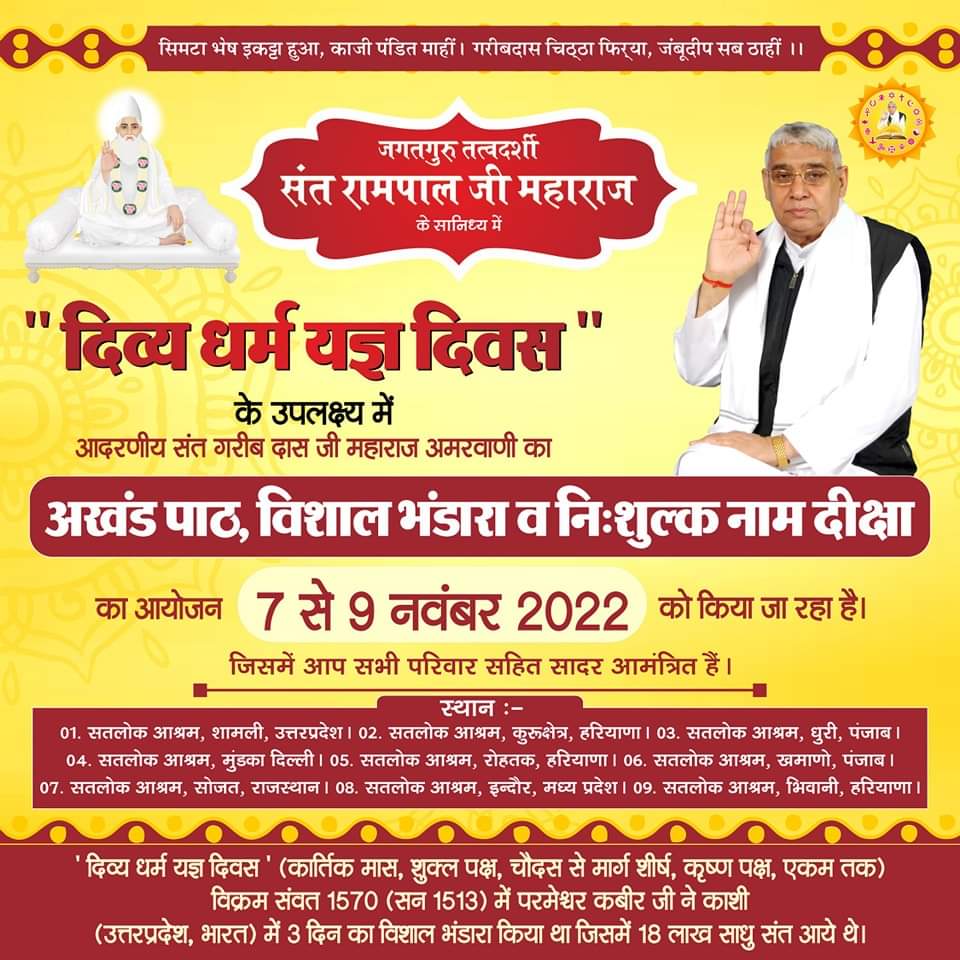 सिमटा भेष इकट्टा हुआ, काजी पंडित माहीं। गरीबदास चिठ्ठा फिर्‌या, जंबूदीप सब ठाहीं ।।
जगतगुरु तत्वदर्शी
संत रामपाल जी महाराज
के सानिध्य में
" दिव्य धर्म यज्ञ दिवस "
के उपलक्ष्य में
आदरणीय संत गरीब दास जी महाराज अमरवाणी का
अखंड पाठ, विशाल भंडारा व निःशुल्क नाम दीक्षा
का आयोजन 7 से 9 नवंबर 2022 को किया जा रहा है।
जिसमें आप सभी परिवार सहित सादर आमंत्रित हैं।
स्थान :-
01. सतलोक आश्रम, शामली, उत्तरप्रदेश। 02. सतलोक आश्रम, कुरूक्षेत्र, हरियाणा। 03. सतलोक आश्रम, धुरी, पंजाब।
04. सतलोक आश्रम, मुंडका दिल्ली। 05. सतलोक आश्रम, रोहतक, हरियाणा। 06. सतलोक आश्रम, खमाणो, पंजाब।
07. सतलोक आश्रम, सोजत, राजस्थान। 08. सतलोक आश्रम, इन्दौर, मध्य प्रदेश। 09. सतलोक आश्रम, भिवानी, हरियाणा।
' दिव्य धर्म यज्ञ दिवस ' (कार्तिक मास, शुक्ल पक्ष, चौदस से मार्ग शीर्ष, कृष्ण पक्ष, एकम तक)
विक्रम संवत 1570 (सन 1513) में परमेश्वर कबीर जी ने काशी
(उत्तरप्रदेश, भारत) में 3 दिन का विशाल भंडारा किया था जिसमें 18 लाख साधु संत आये थे।